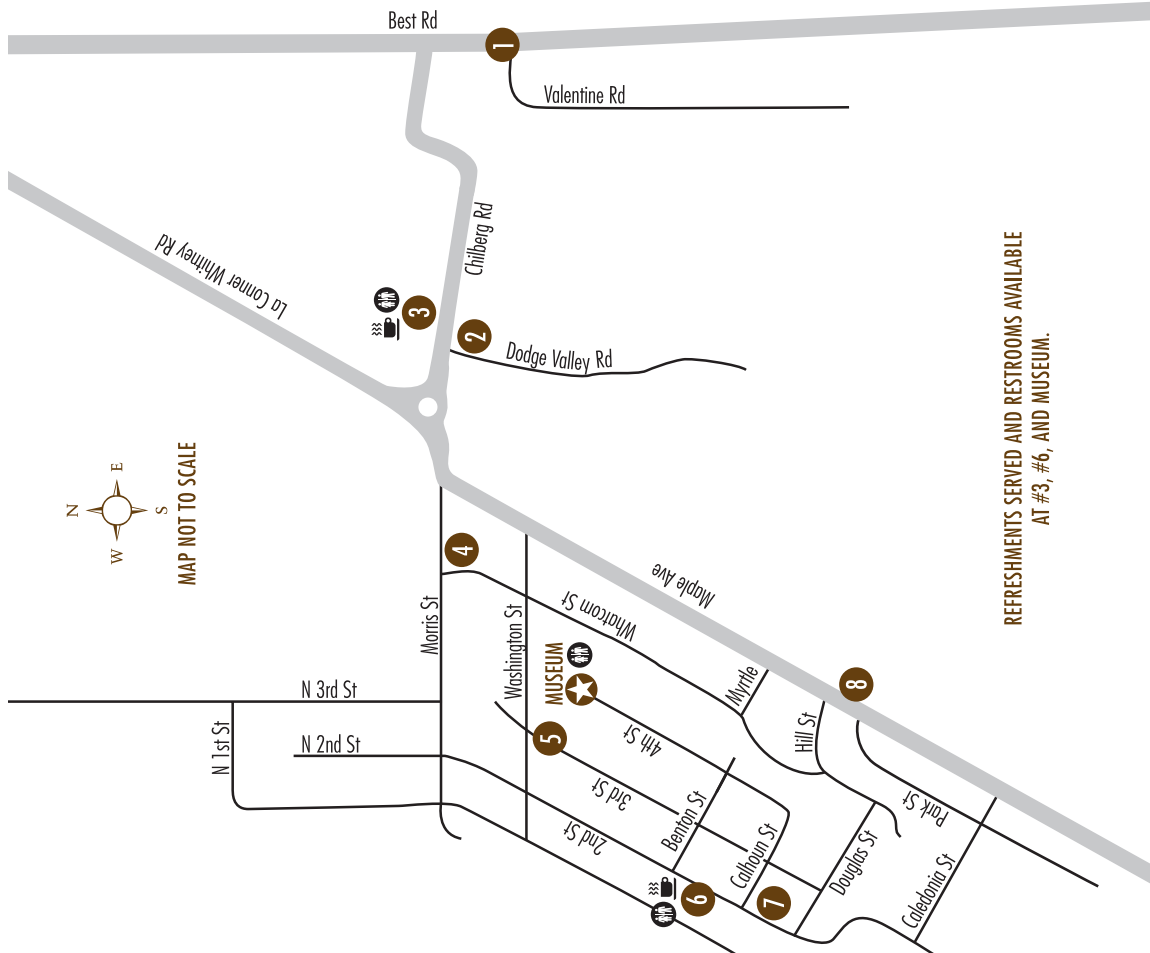 Best Rd
1
Valentine Rd
La Conner Whitney Rd
Chilberg Rd
3
2
Dodge Valley Rd
N
E
S
W
MAP NOT TO SCALE
REFRESHMENTS SERVED AND RESTROOMS AVAILABLE
AT #3, #6, AND MUSEUM.
4
Morris St
Washington St
Whatcom St
Maple Ave
MUSEUM
N 3rd St
N 1st St
N 2nd St
5
4th St
3rd St
2nd St
Myrtle
Hill St
8
Park St
Benton St
Calhoun St
Douglas St
Caledonia St
6
7